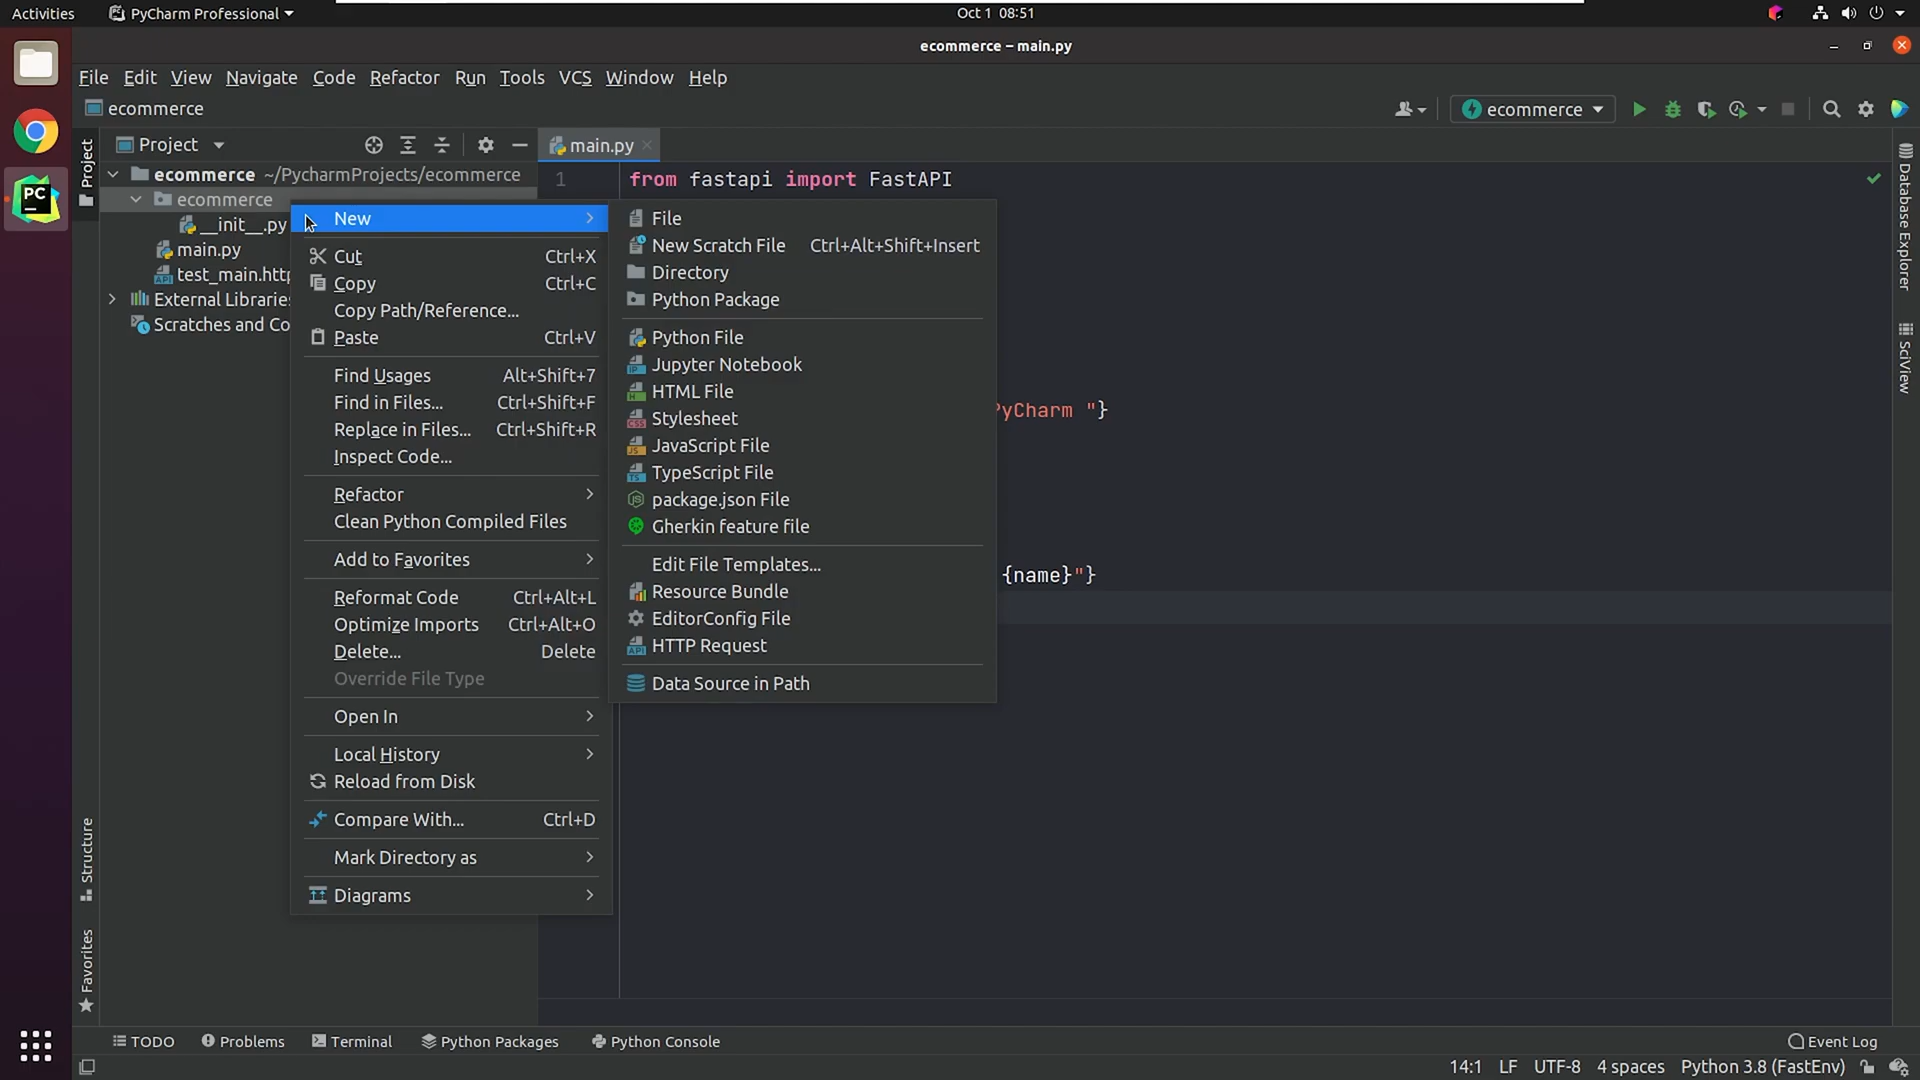 Activities PyCharm Professional Oct 1 08:51
ecommerce – main.py
File Edit View Navigate Code Refactor Run Tools VCS Window Help
ecommerce ecommerce
Project main.py
Project
ecommerce ~/PycharmProjects/ecommerce
ecommerce
__init__.py
main.py
test_main.http
External Libraries
Scratches and Co
1 from fastapi import FastAPI
PyCharm "}
{name}"}
New
Cut Ctrl+X
Copy Ctrl+C
Copy Path/Reference...
Paste Ctrl+V
Find Usages Alt+Shift+7
Find in Files... Ctrl+Shift+F
Replace in Files... Ctrl+Shift+R
Inspect Code...
Refactor
Clean Python Compiled Files
Add to Favorites
Reformat Code Ctrl+Alt+L
Optimize Imports Ctrl+Alt+O
Delete... Delete
Override File Type
Open In
Local History
Reload from Disk
Compare With... Ctrl+D
Mark Directory as
Diagrams
File
New Scratch File Ctrl+Alt+Shift+Insert
Directory
Python Package
Python File
Jupyter Notebook
HTML File
Stylesheet
JavaScript File
TypeScript File
package.json File
Gherkin feature file
Edit File Templates...
Resource Bundle
EditorConfig File
HTTP Request
Data Source in Path
Database Explorer
SciView
Structure
Favorites
TODO Problems Terminal Python Packages Python Console Event Log
14:1 LF UTF-8 4 spaces Python 3.8 (FastEnv)